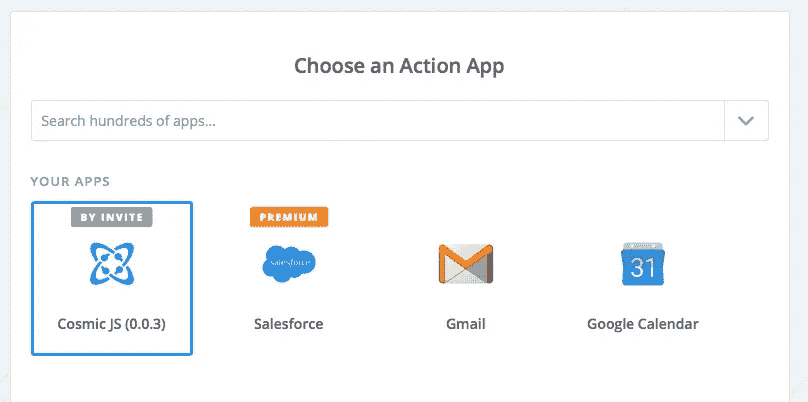 Choose an Action App
Search hundreds of apps...
YOUR APPS
BY INVITE
PREMIUM
salesforce
31
Cosmic JS (0.0.3)
Salesforce
Gmail
Google Calendar